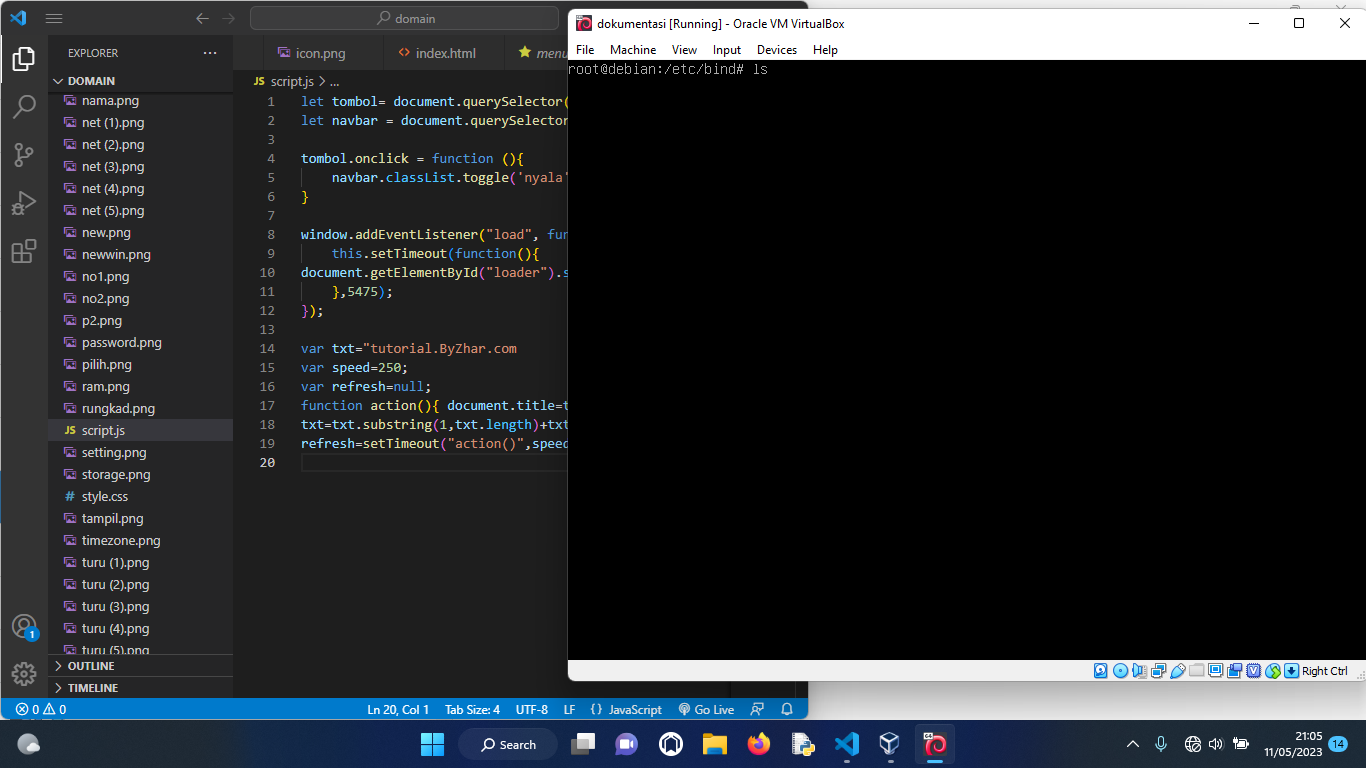 domain
EXPLORER
DOMAIN
nama.png
net (1).png
net (2).png
net (3).png
net (4).png
net (5).png
new.png
newwin.png
no1.png
no2.png
p2.png
password.png
pilih.png
ram.png
rungkad.png
JS script.js
setting.png
storage.png
# style.css
tampil.png
timezone.png
turu (1).png
turu (2).png
turu (3).png
turu (4).png
turu (5).png
OUTLINE
TIMELINE
icon.png
<> index.html
menu
JS script.js > ...
1 let tombol= document.querySelector(
2 let navbar = document.querySelector
3
4 tombol.onclick = function (){
5 navbar.classList.toggle('nyala'
6 }
7
8 window.addEventListener("load", fun
9 this.setTimeout(function(){
10 document.getElementById("loader").s
11 },5475);
12 });
13
14 var txt="tutorial.ByZhar.com
15 var speed=250;
16 var refresh=null;
17 function action(){ document.title=t
18 txt=txt.substring(1,txt.length)+txt
19 refresh=setTimeout("action()",speed
20
1
0 0
Ln 20, Col 1
Tab Size: 4
UTF-8
LF
{} JavaScript
Go Live
dokumentasi [Running] - Oracle VM VirtualBox
File Machine View Input Devices Help
root@debian:/etc/bind# ls
Right Ctrl
Search
64
21:05
11/05/2023
14